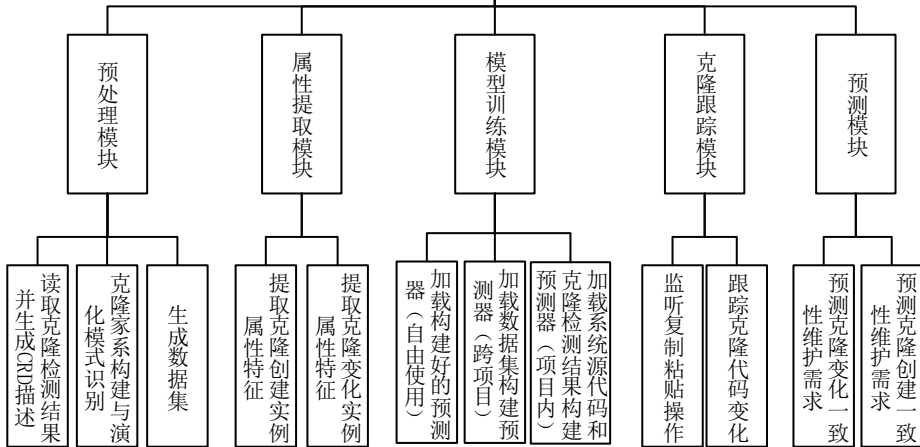 预处理模块
属性提取模块
模型训练模块
克隆跟踪模块
预测模块
读取克隆检测结果
并生成CRD描述
克隆家系构建与演
化模式识别
生成数据集
提取克隆创建实例
属性特征
提取克隆变化实例
属性特征
加载构建好的预测
器（自由使用）
加载数据集构建预
测器（跨项目）
加载系统源代码和
克隆检测结果构建
预测器（项目内）
监听复制粘贴操作
跟踪克隆代码变化
预测克隆变化一致
性维护需求
预测克隆创建一致
性维护需求